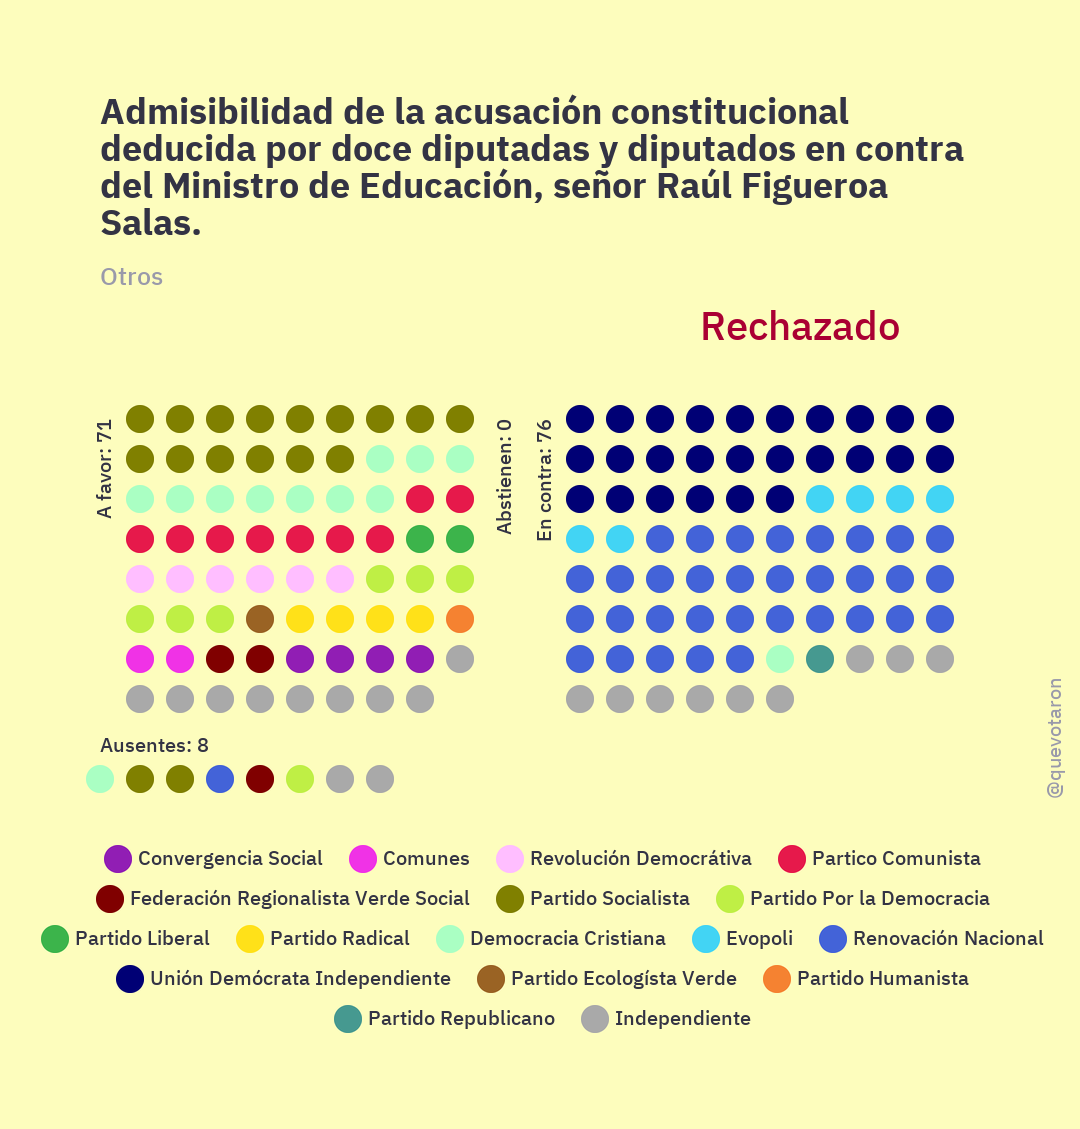 Admisibilidad de la acusación constitucional
deducida por doce diputadas y diputados en contra
del Ministro de Educación, señor Raúl Figueroa
Salas.
Otros
Rechazado
A favor: 71
Abstienen: 0
En contra: 76
Ausentes: 8
@quevotaron
Convergencia Social Comunes Revolución Demócrátiva Partico Comunista
Federación Regionalista Verde Social Partido Socialista Partido Por la Democracia
Partido Liberal Partido Radical Democracia Cristiana Evopoli Renovación Nacional
Unión Demócrata Independiente Partido Ecologísta Verde Partido Humanista
Partido Republicano Independiente